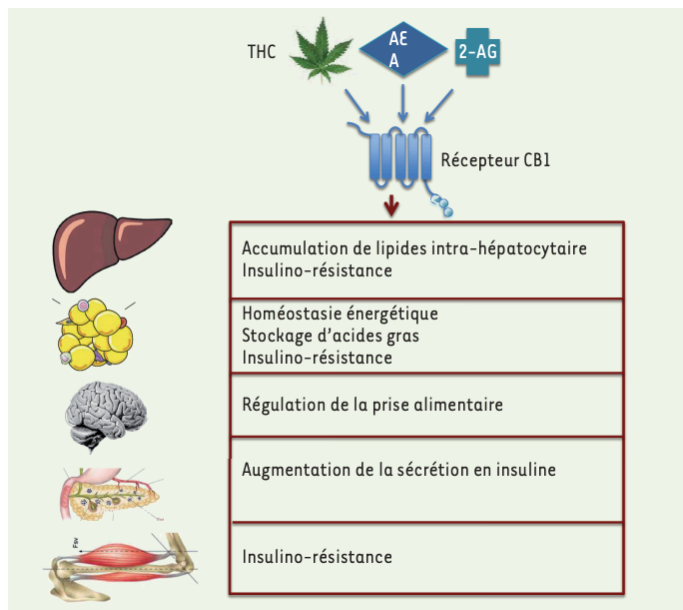 THC
AE
A
2-AG
Récepteur CB1
Accumulation de lipides intra-hépatocytaire
Insulino-résistance
Homéostasie énergétique
Stockage d’acides gras
Insulino-résistance
Régulation de la prise alimentaire
Augmentation de la sécrétion en insuline
Fsv
Insulino-résistance